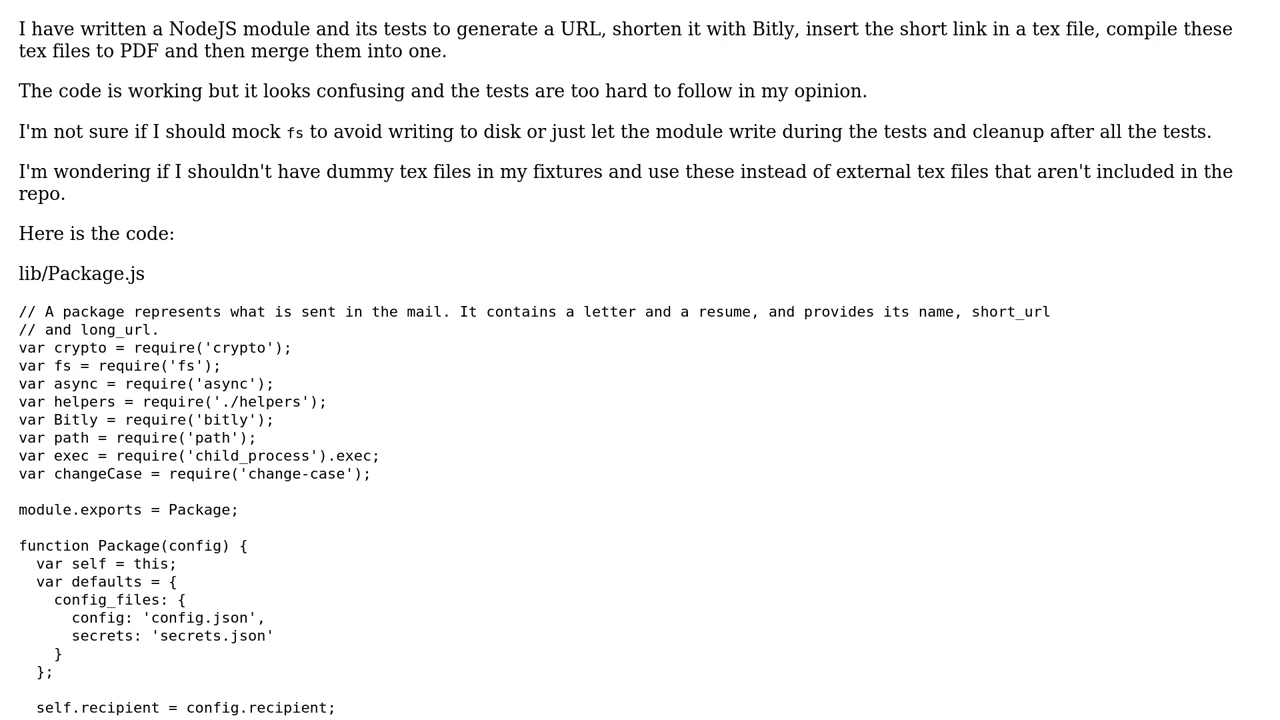 I have written a NodeJS module and its tests to generate a URL, shorten it with Bitly, insert the short link in a tex file, compile these
tex files to PDF and then merge them into one.
The code is working but it looks confusing and the tests are too hard to follow in my opinion.
I'm not sure if I should mock fs to avoid writing to disk or just let the module write during the tests and cleanup after all the tests.
I'm wondering if I shouldn't have dummy tex files in my fixtures and use these instead of external tex files that aren't included in the
repo.
Here is the code:
lib/Package.js
// A package represents what is sent in the mail. It contains a letter and a resume, and provides its name, short_url
// and long_url.
var crypto = require('crypto');
var fs = require('fs');
var async = require('async');
var helpers = require('./helpers');
var Bitly = require('bitly');
var path = require('path');
var exec = require('child_process').exec;
var changeCase = require('change-case');
module.exports = Package;
function Package(config) {
  var self = this;
  var defaults = {
    config_files: {
      config: 'config.json',
      secrets: 'secrets.json'
    }
  };
  self.recipient = config.recipient;